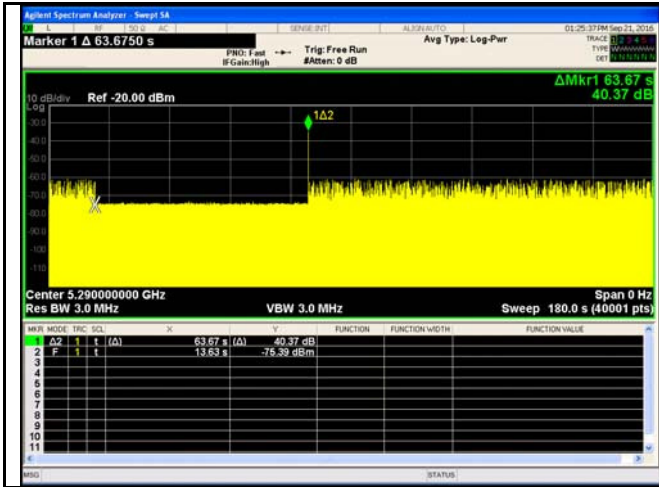 Agilent Spectrum Analyzer - Swept SA
L RF 50 Ω AC SENSE:INT ALIGN AUTO 01:25:37 PM Sep 21, 2016
Marker 1 Δ 63.6750 s
PNO: Fast
IFGain:High
Trig: Free Run
#Atten: 0 dB
Avg Type: Log-Pwr
TRACE 1 2 3 4 5 6
TYPE
DET N N N N N N
ΔMkr1 63.67 s
40.37 dB
10 dB/div Ref -20.00 dBm
Log
1Δ2
-30.0
-40.0
-50.0
-60.0
-70.0
-80.0
-90.0
-100
-110
Center 5.290000000 GHz Span 0 Hz
Res BW 3.0 MHz VBW 3.0 MHz Sweep 180.0 s (40001 pts)
MKR MODE TRC SCL X Y FUNCTION FUNCTION WIDTH FUNCTION VALUE
1 Δ2 1 t (Δ) 63.67 s (Δ) 40.37 dB
2 F 1 t 13.63 s -75.39 dBm
3
4
5
6
7
8
9
10
11
MSG STATUS